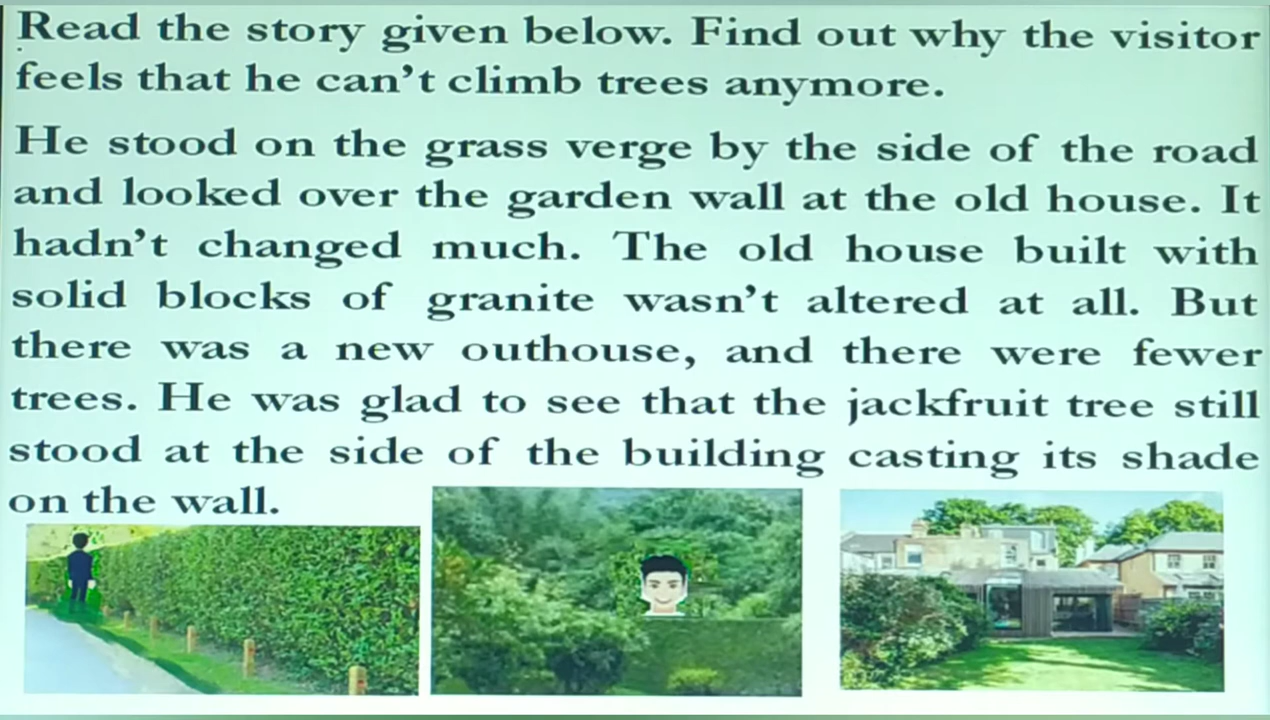 Read the story given below. Find out why the visitor
feels that he can't climb trees anymore.
He stood on the grass verge by the side of the road
and looked over the garden wall at the old house. It
hadn't changed much. The old house built with
solid blocks of granite wasn't altered at all. But
there was a new outhouse, and there were fewer
trees. He was glad to see that the jackfruit tree still
stood at the side of the building casting its shade
on the wall.